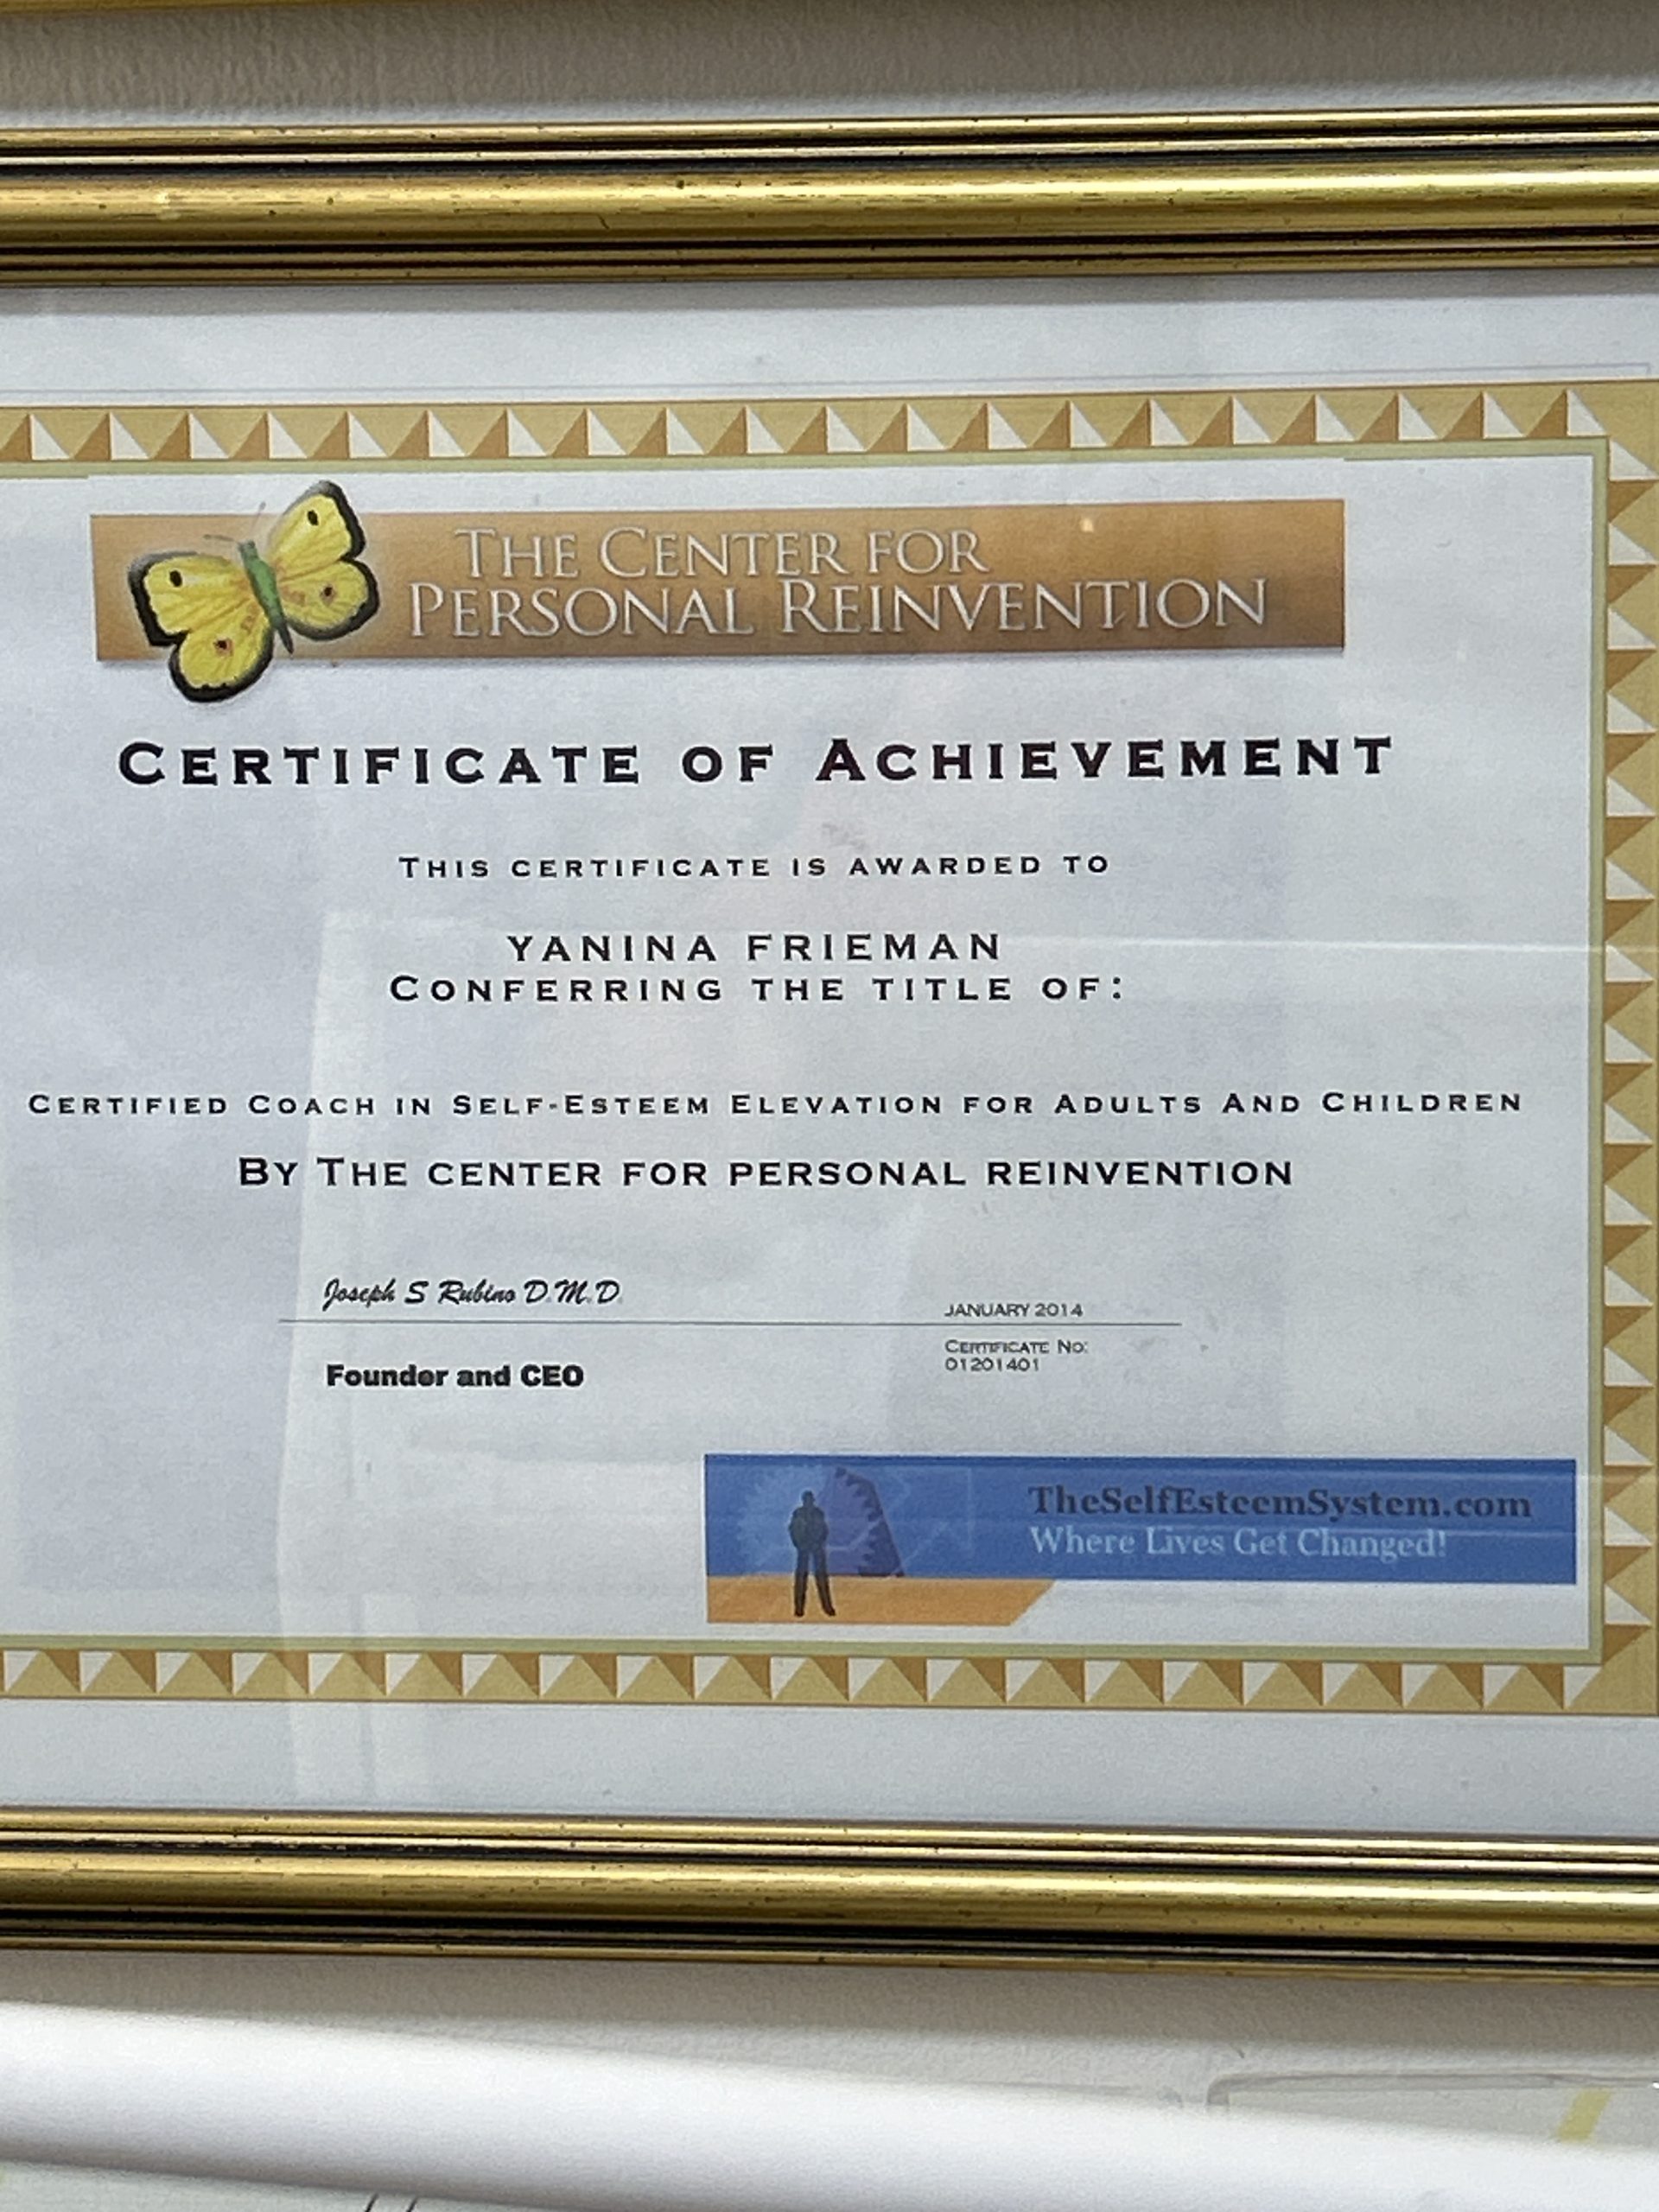 THE CENTER FOR
PERSONAL REINVENTION
CERTIFICATE OF ACHIEVEMENT
THIS CERTIFICATE IS AWARDED TO
YANINA FRIEMAN
CONFERRING THE TITLE OF:
CERTIFIED COACH IN SELF-ESTEEM ELEVATION FOR ADULTS AND CHILDREN
BY THE CENTER FOR PERSONAL REINVENTION
Joseph S Rubino D.M.D.
JANUARY 2014
Founder and CEO
CERTIFICATE NO:
01201401
TheSelfEsteemSystem.com
Where Lives Get Changed!